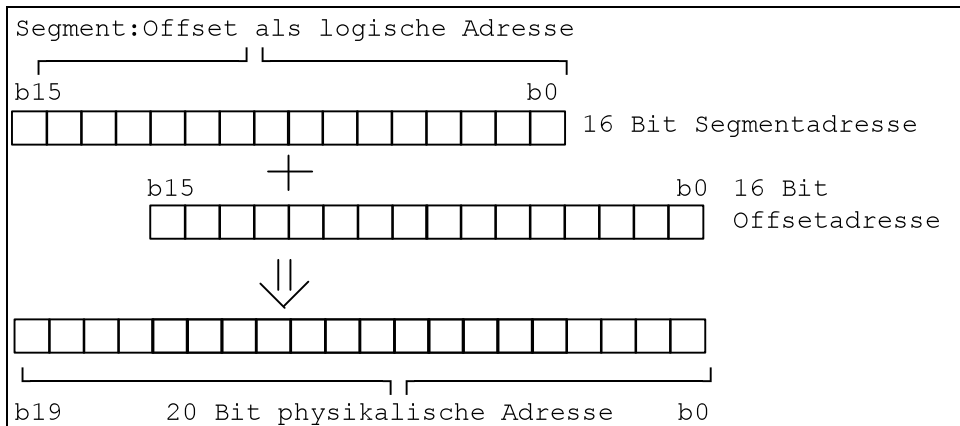 Segment:Offset als logische Adresse
b15 b0
16 Bit Segmentadresse
b15 b0 16 Bit
Offsetadresse
b19 20 Bit physikalische Adresse b0